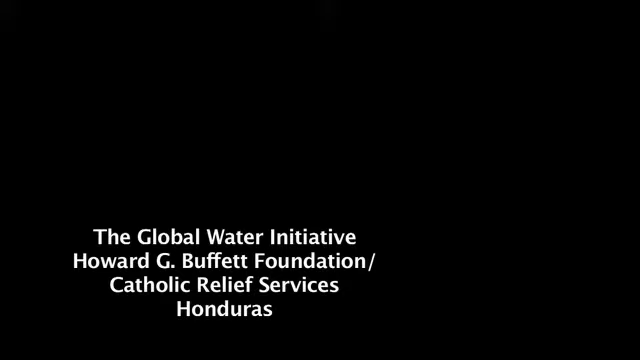 The Global Water Initiative
Howard G. Buffett Foundation/
Catholic Relief Services
Honduras